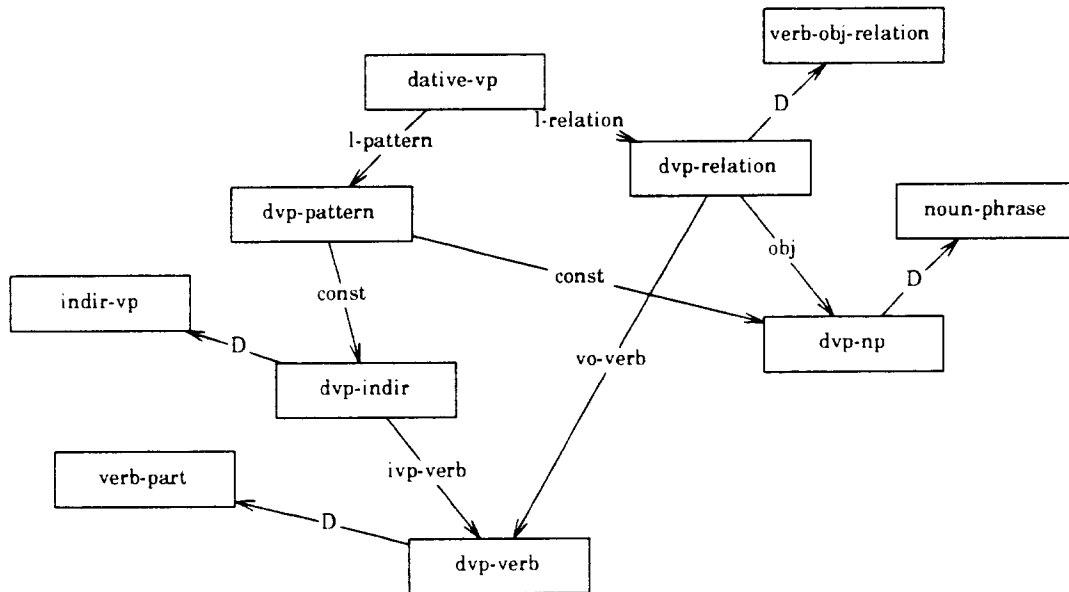 verb-obj-relation
dative-vp
D
l-relation
l-pattern
dvp-relation
dvp-pattern
noun-phrase
obj
const
D
indir-vp
const
D
dvp-np
vo-verb
dvp-indir
ivp-verb
verb-part
D
dvp-verb